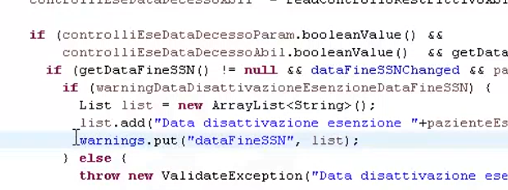 if (controlliEseDataDecessoParam.booleanValue() &&
controlliEseDataDecessoAbil.booleanValue() && getData
if (getDataFineSSN() != null && dataFineSSNChanged && pa
if (warningDataDisattivazioneEsenzioneDataFineSSN) {
List list = new ArrayList<String>();
list.add("Data disattivazione esenzione "+pazienteEs
warnings.put("dataFineSSN", list);
} else {
throw new ValidateException("Data disattivazione ese